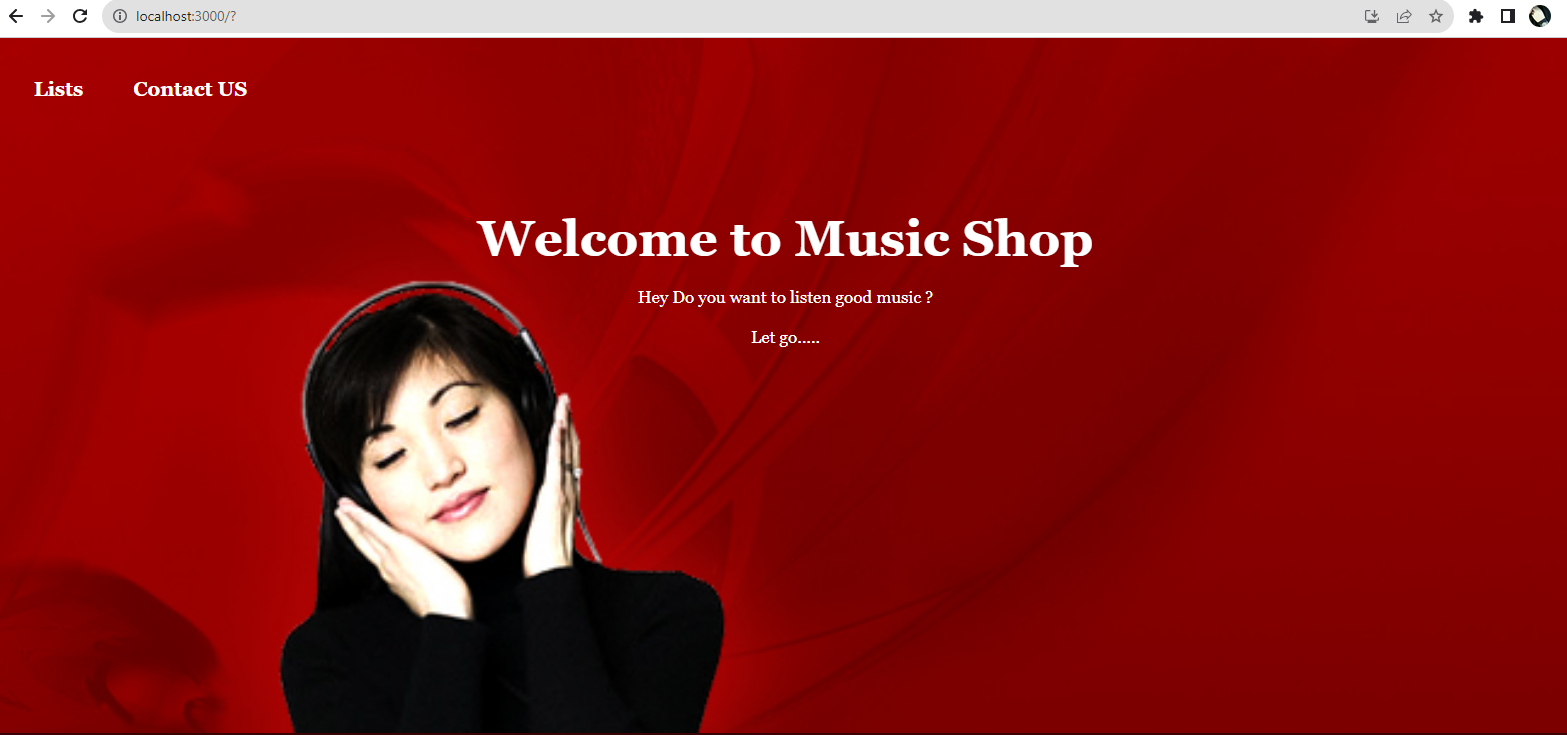 localhost:3000/?
Lists Contact US
Welcome to Music Shop
Hey Do you want to listen good music ?
Let go.....